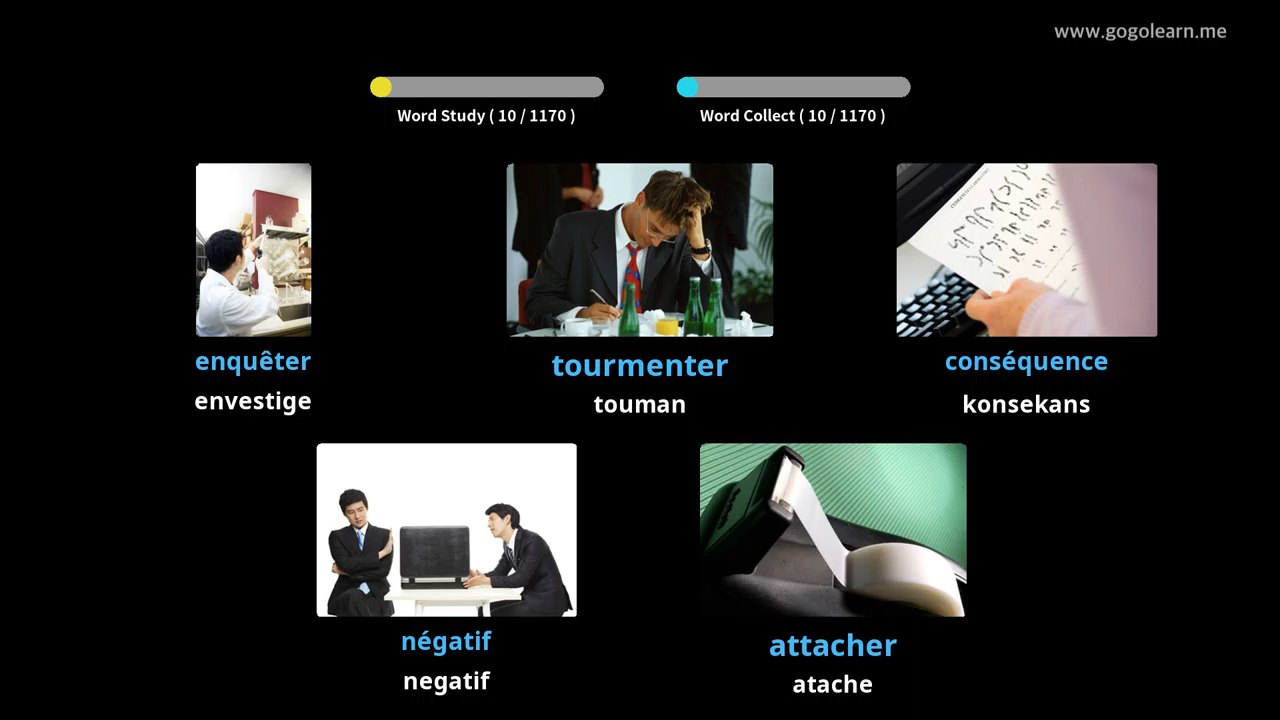 www.gogolearn.me
Word Study ( 10 / 1170 )
Word Collect ( 10 / 1170 )
enquêter
envestige
tourmenter
touman
conséquence
konsekans
négatif
negatif
attacher
atache